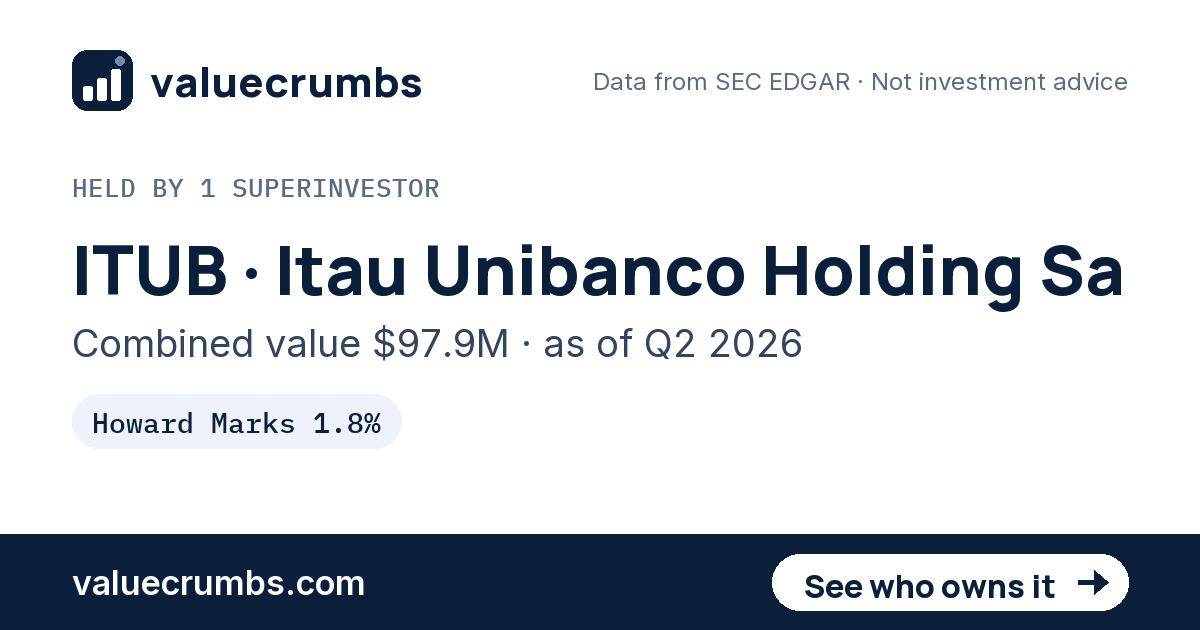 valuecrumbs
Data from SEC EDGAR · Not investment advice
HELD BY 1 SUPERINVESTOR
ITUB · Itau Unibanco Holding Sa
Combined value $97.9M · as of Q2 2026
Howard Marks 1.8%
valuecrumbs.com
See who owns it →